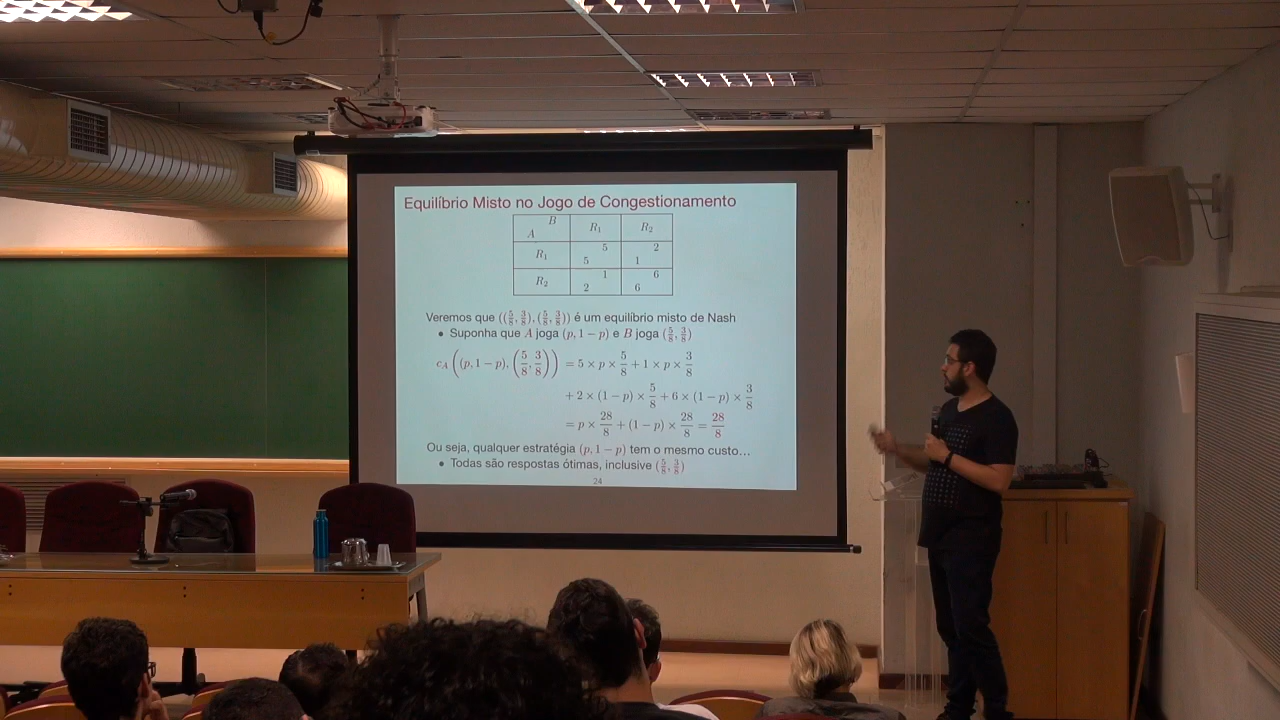 Equilíbrio Misto no Jogo de Congestionamento
B
A
R₁ R₂
R₁ 5 5 1 2
R₂ 2 1 6 6
Veremos que ((5/8, 3/8), (5/8, 3/8)) é um equilíbrio misto de Nash
• Suponha que A joga (p, 1 − p) e B joga (5/8, 3/8)
c_A((p, 1 − p), (5/8, 3/8)) = 5 × p × 5/8 + 1 × p × 3/8
+ 2 × (1 − p) × 5/8 + 6 × (1 − p) × 3/8
= p × 28/8 + (1 − p) × 28/8 = 28/8
Ou seja, qualquer estratégia (p, 1 − p) tem o mesmo custo…
• Todas são respostas ótimas, inclusive (5/8, 3/8)
24